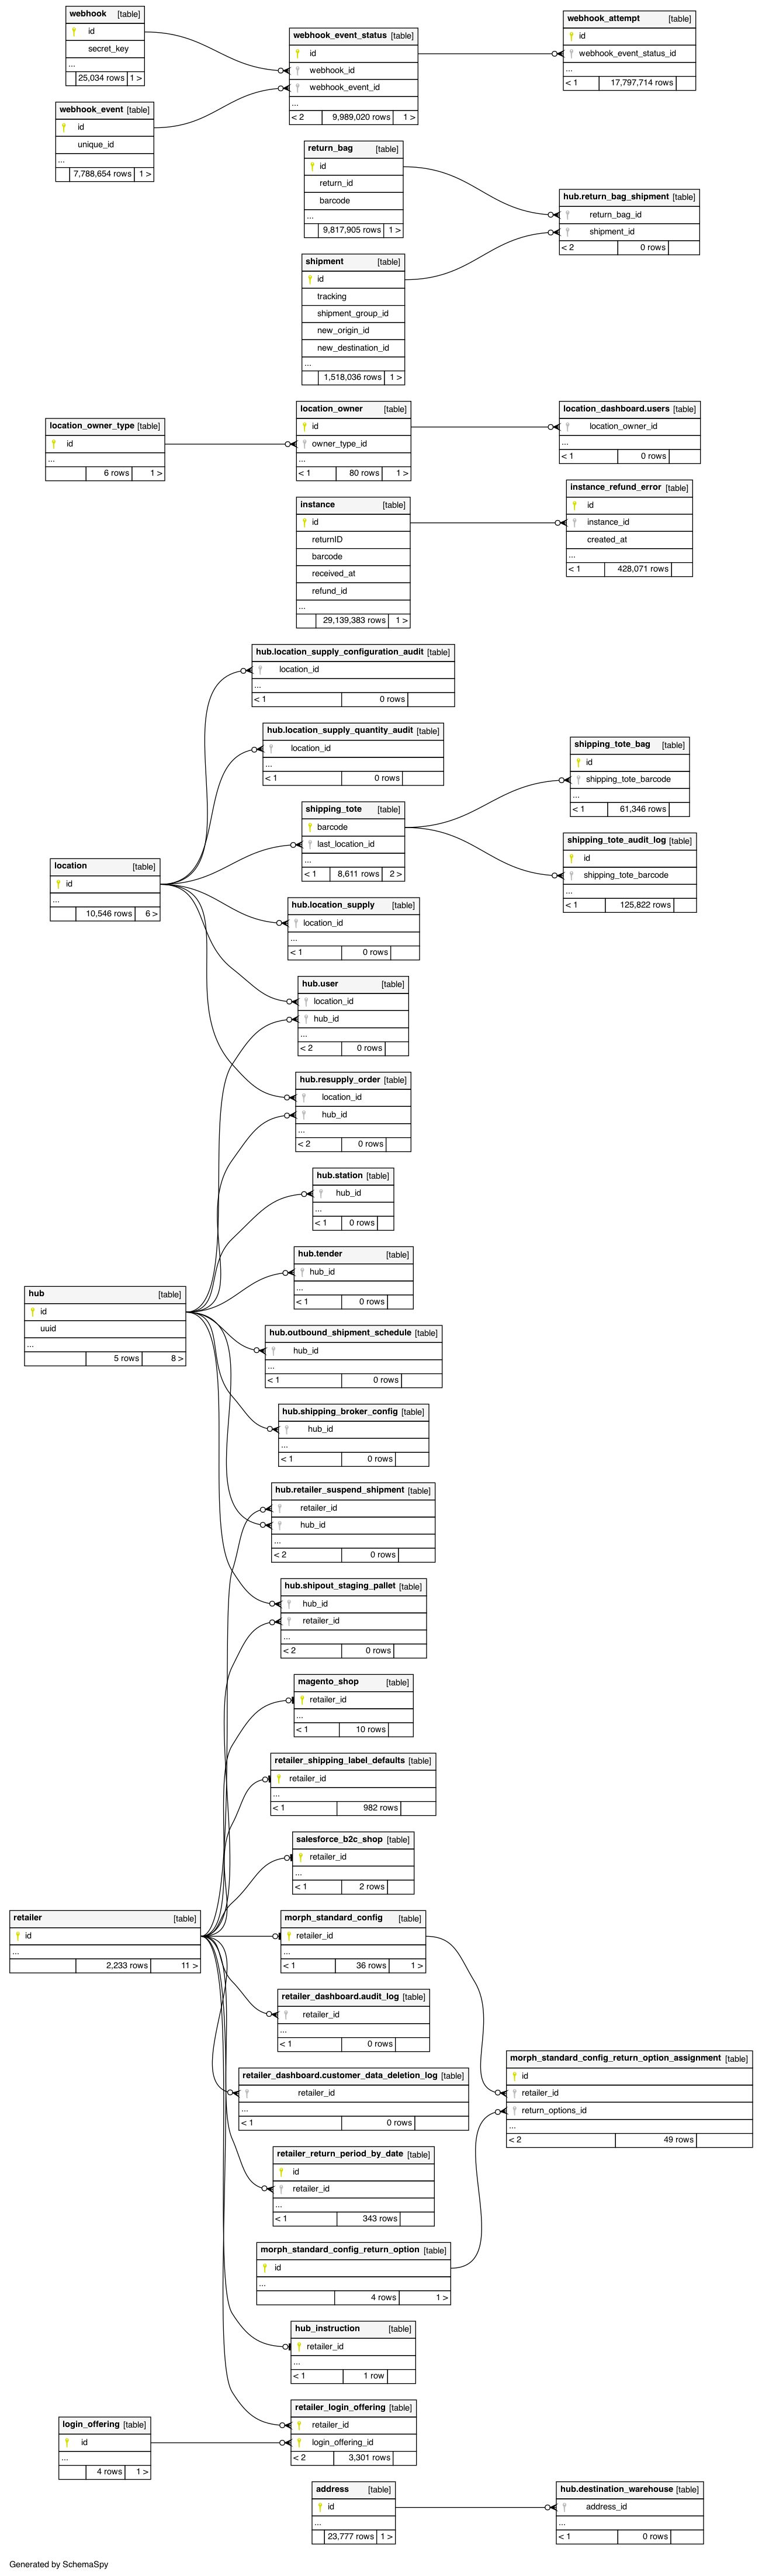 webhook [table]
id
secret_key
...
25,034 rows 1 >
webhook_event_status [table]
id
webhook_id
webhook_event_id
...
< 2 9,989,020 rows 1 >
webhook_attempt [table]
id
webhook_event_status_id
...
< 1 17,797,714 rows
webhook_event [table]
id
unique_id
...
7,788,654 rows 1 >
return_bag [table]
id
return_id
barcode
...
9,817,905 rows 1 >
hub.return_bag_shipment [table]
return_bag_id
shipment_id
< 2 0 rows
shipment [table]
id
tracking
shipment_group_id
new_origin_id
new_destination_id
...
1,518,036 rows 1 >
location_owner_type [table]
id
...
6 rows 1 >
location_owner [table]
id
owner_type_id
...
< 1 80 rows 1 >
location_dashboard.users [table]
location_owner_id
...
< 1 0 rows
instance [table]
id
returnID
barcode
received_at
refund_id
...
29,139,383 rows 1 >
instance_refund_error [table]
id
instance_id
created_at
...
< 1 428,071 rows
hub.location_supply_configuration_audit [table]
location_id
...
< 1 0 rows
hub.location_supply_quantity_audit [table]
location_id
...
< 1 0 rows
shipping_tote_bag [table]
id
shipping_tote_barcode
...
< 1 61,346 rows
shipping_tote [table]
barcode
last_location_id
...
< 1 8,611 rows 2 >
shipping_tote_audit_log [table]
id
shipping_tote_barcode
...
< 1 125,822 rows
location [table]
id
...
10,546 rows 6 >
hub.location_supply [table]
location_id
...
< 1 0 rows
hub.user [table]
location_id
hub_id
...
< 2 0 rows
hub.resupply_order [table]
location_id
hub_id
...
< 2 0 rows
hub.station [table]
hub_id
...
< 1 0 rows
hub.tender [table]
hub_id
...
< 1 0 rows
hub [table]
id
uuid
...
5 rows 8 >
hub.outbound_shipment_schedule [table]
hub_id
...
< 1 0 rows
hub.shipping_broker_config [table]
hub_id
...
< 1 0 rows
hub.retailer_suspend_shipment [table]
retailer_id
hub_id
...
< 2 0 rows
hub.shipout_staging_pallet [table]
hub_id
retailer_id
...
< 2 0 rows
magento_shop [table]
retailer_id
...
< 1 10 rows
retailer_shipping_label_defaults [table]
retailer_id
...
< 1 982 rows
salesforce_b2c_shop [table]
retailer_id
...
< 1 2 rows
retailer [table]
id
...
2,233 rows 11 >
morph_standard_config [table]
retailer_id
...
< 1 36 rows 1 >
retailer_dashboard.audit_log [table]
retailer_id
...
< 1 0 rows
morph_standard_config_return_option_assignment [table]
id
retailer_id
return_options_id
...
< 2 49 rows
retailer_dashboard.customer_data_deletion_log [table]
retailer_id
...
< 1 0 rows
retailer_return_period_by_date [table]
id
retailer_id
...
< 1 343 rows
morph_standard_config_return_option [table]
id
...
4 rows 1 >
hub_instruction [table]
retailer_id
...
< 1 1 row
retailer_login_offering [table]
retailer_id
login_offering_id
< 2 3,301 rows
login_offering [table]
id
...
4 rows 1 >
address [table]
id
...
23,777 rows 1 >
hub.destination_warehouse [table]
address_id
...
< 1 0 rows
Generated by SchemaSpy